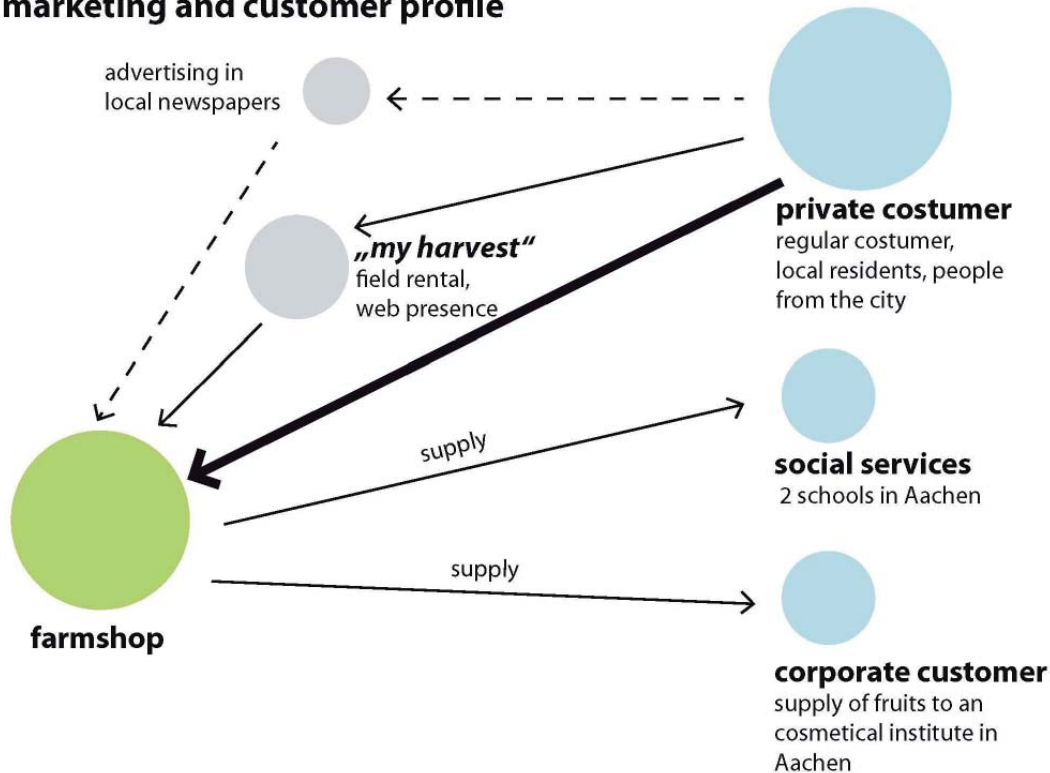 marketing and customer profile
advertising in
local newspapers
private costumer
regular costumer,
local residents, people
from the city
„my harvest“
field rental,
web presence
supply
social services
2 schools in Aachen
supply
farmshop
corporate customer
supply of fruits to an
cosmetical institute in
Aachen